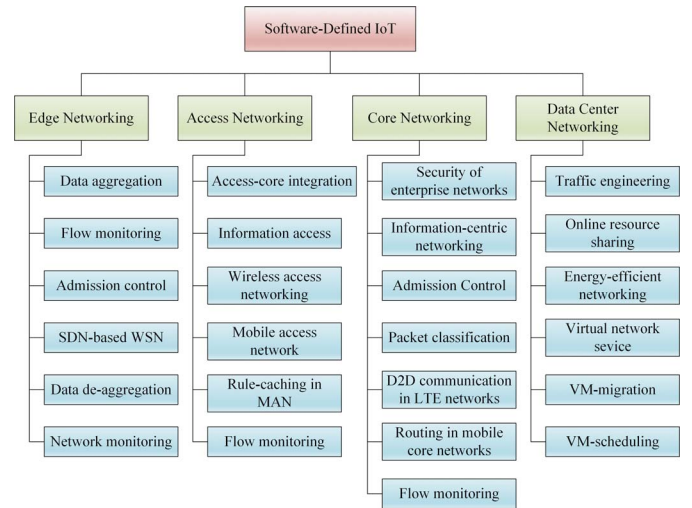 Software-Defined IoT
Edge Networking
Access Networking
Core Networking
Data Center
Networking
Data aggregation
Flow monitoring
Admission control
SDN-based WSN
Data de-aggregation
Network monitoring
Access-core integration
Information access
Wireless access
networking
Mobile access
network
Rule-caching in
MAN
Flow monitoring
Security of
enterprise networks
Information-centric
networking
Admission Control
Packet classification
D2D communication
in LTE networks
Routing in mobile
core networks
Flow monitoring
Traffic engineering
Online resource
sharing
Energy-efficient
networking
Virtual network
sevice
VM-migration
VM-scheduling